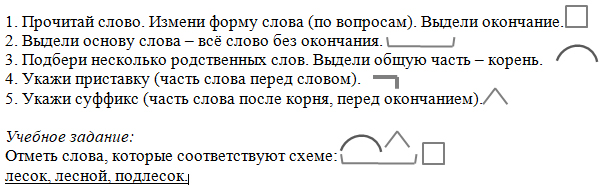 1. Прочитай слово. Измени форму слова (по вопросам). Выдели окончание.
2. Выдели основу слова – всё слово без окончания.
3. Подбери несколько родственных слов. Выдели общую часть – корень.
4. Укажи приставку (часть слова перед словом).
5. Укажи суффикс (часть слова после корня, перед окончанием).
Учебное задание:
Отметь слова, которые соответствуют схеме:
лесок, лесной, подлесок.